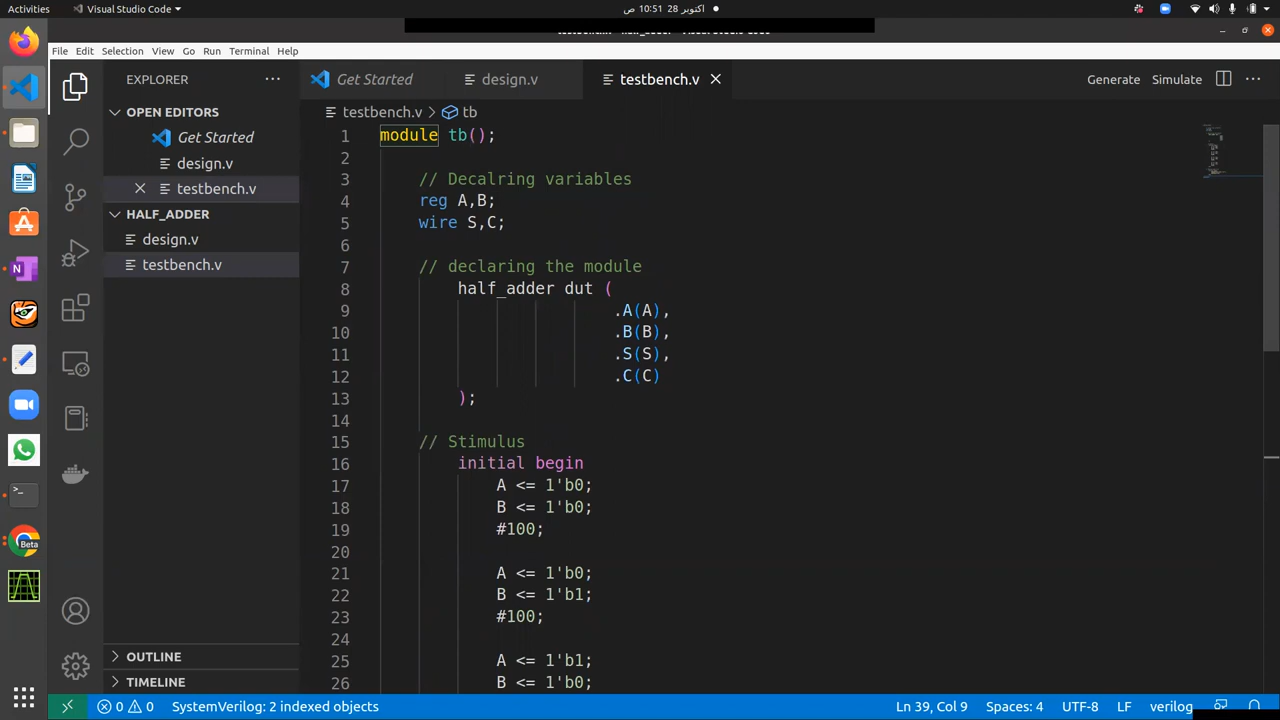 Activities
Visual Studio Code
اكتوبر 28 10:51 ص
File Edit Selection View Go Run Terminal Help
EXPLORER
Get Started
design.v
testbench.v
Generate
Simulate
OPEN EDITORS
Get Started
design.v
testbench.v
HALF_ADDER
design.v
testbench.v
OUTLINE
TIMELINE
testbench.v > tb
1 module tb();
2
3 // Decalring variables
4 reg A,B;
5 wire S,C;
6
7 // declaring the module
8 half_adder dut (
9 .A(A),
10 .B(B),
11 .S(S),
12 .C(C)
13 );
14
15 // Stimulus
16 initial begin
17 A <= 1'b0;
18 B <= 1'b0;
19 #100;
20
21 A <= 1'b0;
22 B <= 1'b1;
23 #100;
24
25 A <= 1'b1;
26 B <= 1'b0;
Beta
0 0 SystemVerilog: 2 indexed objects
Ln 39, Col 9 Spaces: 4 UTF-8 LF verilog